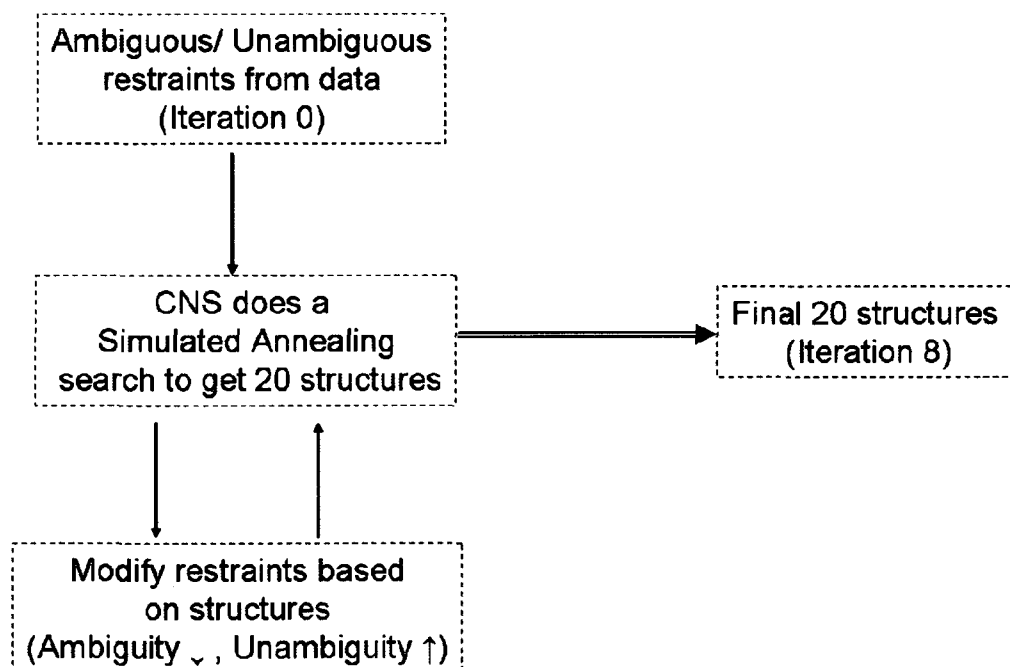 Ambiguous/ Unambiguous
restraints from data
(Iteration 0)
CNS does a
Simulated Annealing
search to get 20 structures
Final 20 structures
(Iteration 8)
Modify restraints based
on structures
(Ambiguity ↓ , Unambiguity ↑)